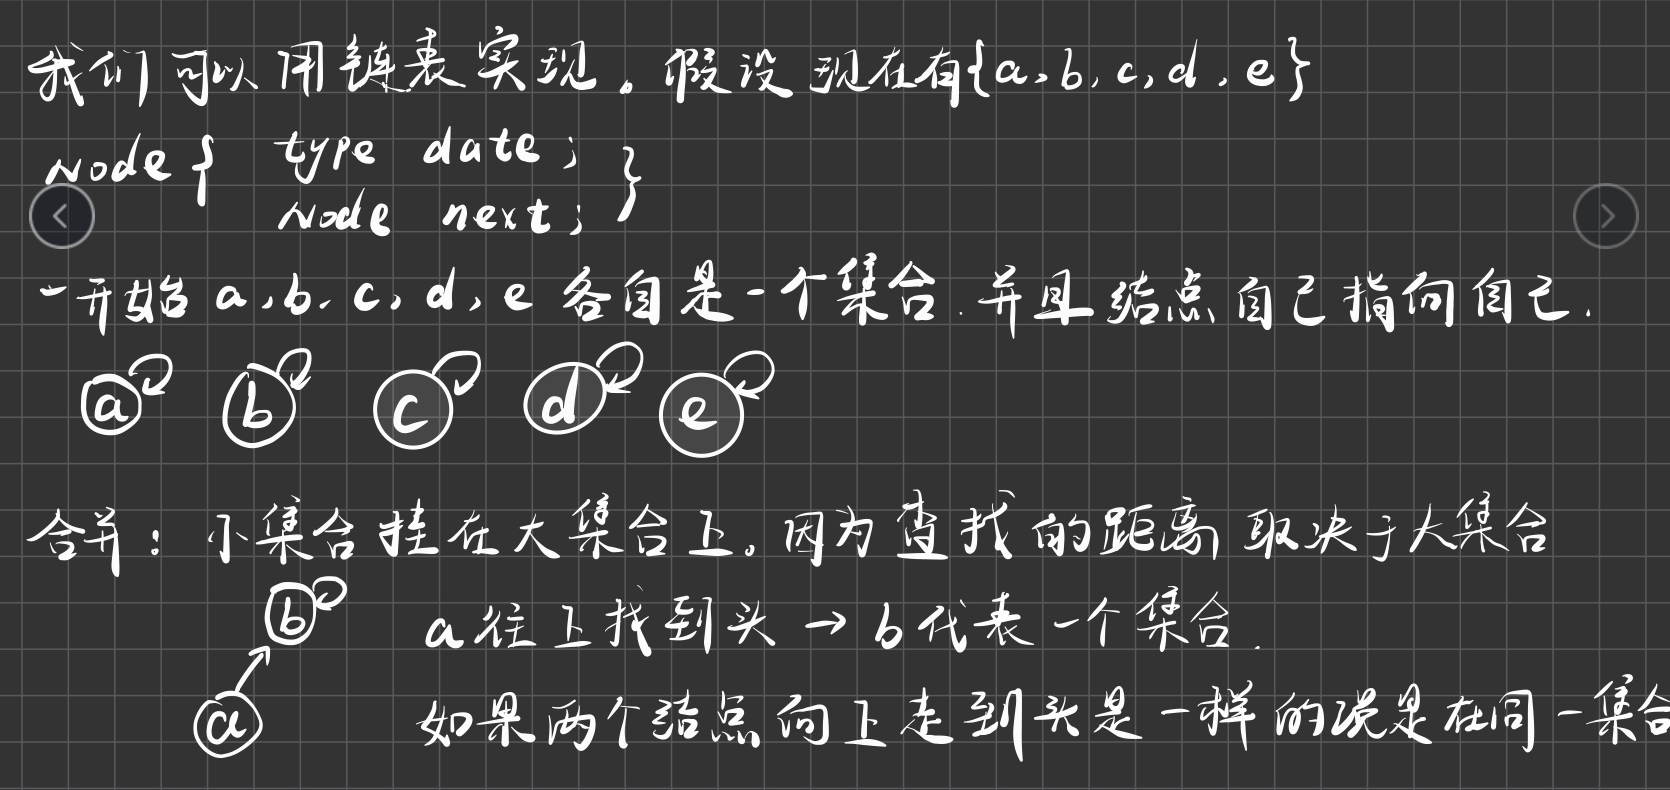 我们可以用链表实现。假设现在有{a,b,c,d,e}
Node { type date; }
Node next;
一开始a,b,c,d,e各自是一个集合.并且结点自己指向自己.
a b c d e
合并：小集合挂在大集合上。因为查找的距离取决于大集合
b a往上找到头→b代表一个集合.
a 如果两个结点向上走到头是一样的说是在同一集合